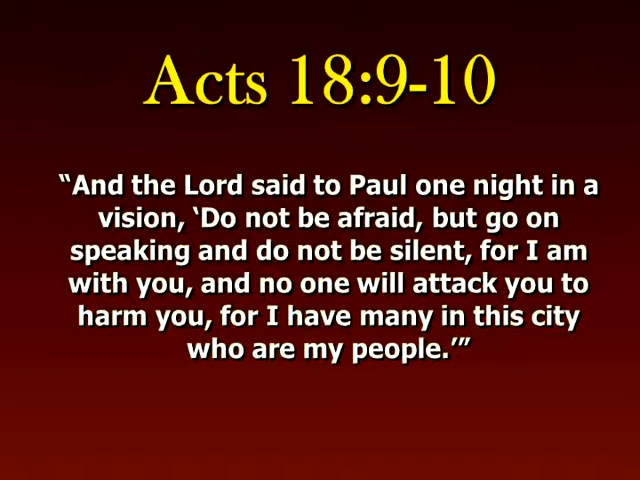 Acts 18:9-10
“And the Lord said to Paul one night in a
vision, ‘Do not be afraid, but go on
speaking and do not be silent, for I am
with you, and no one will attack you to
harm you, for I have many in this city
who are my people.’”